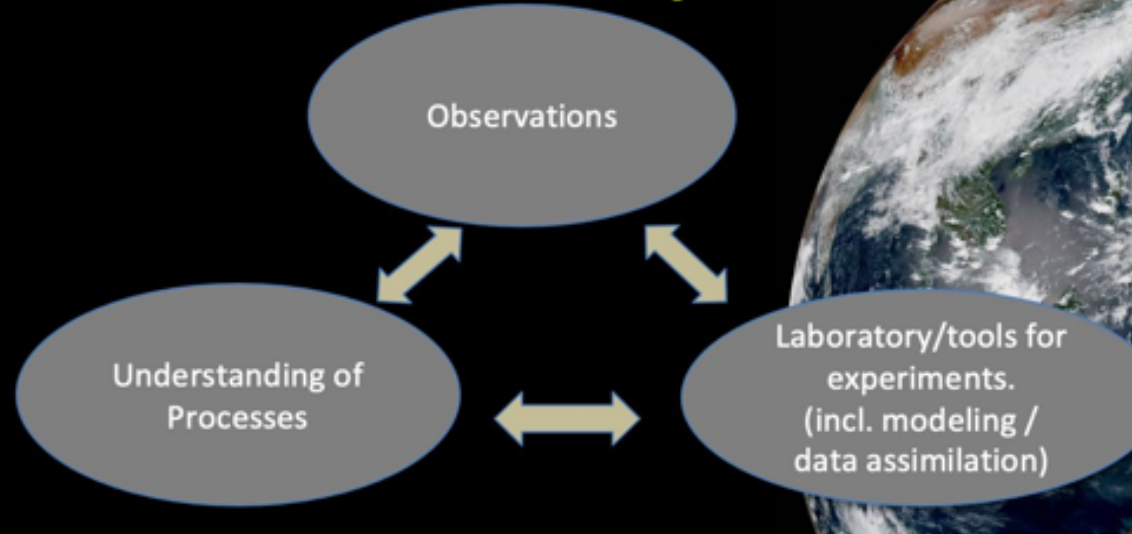 Observations
Understanding of
Processes
Laboratory/tools for
experiments.
(incl. modeling /
data assimilation)